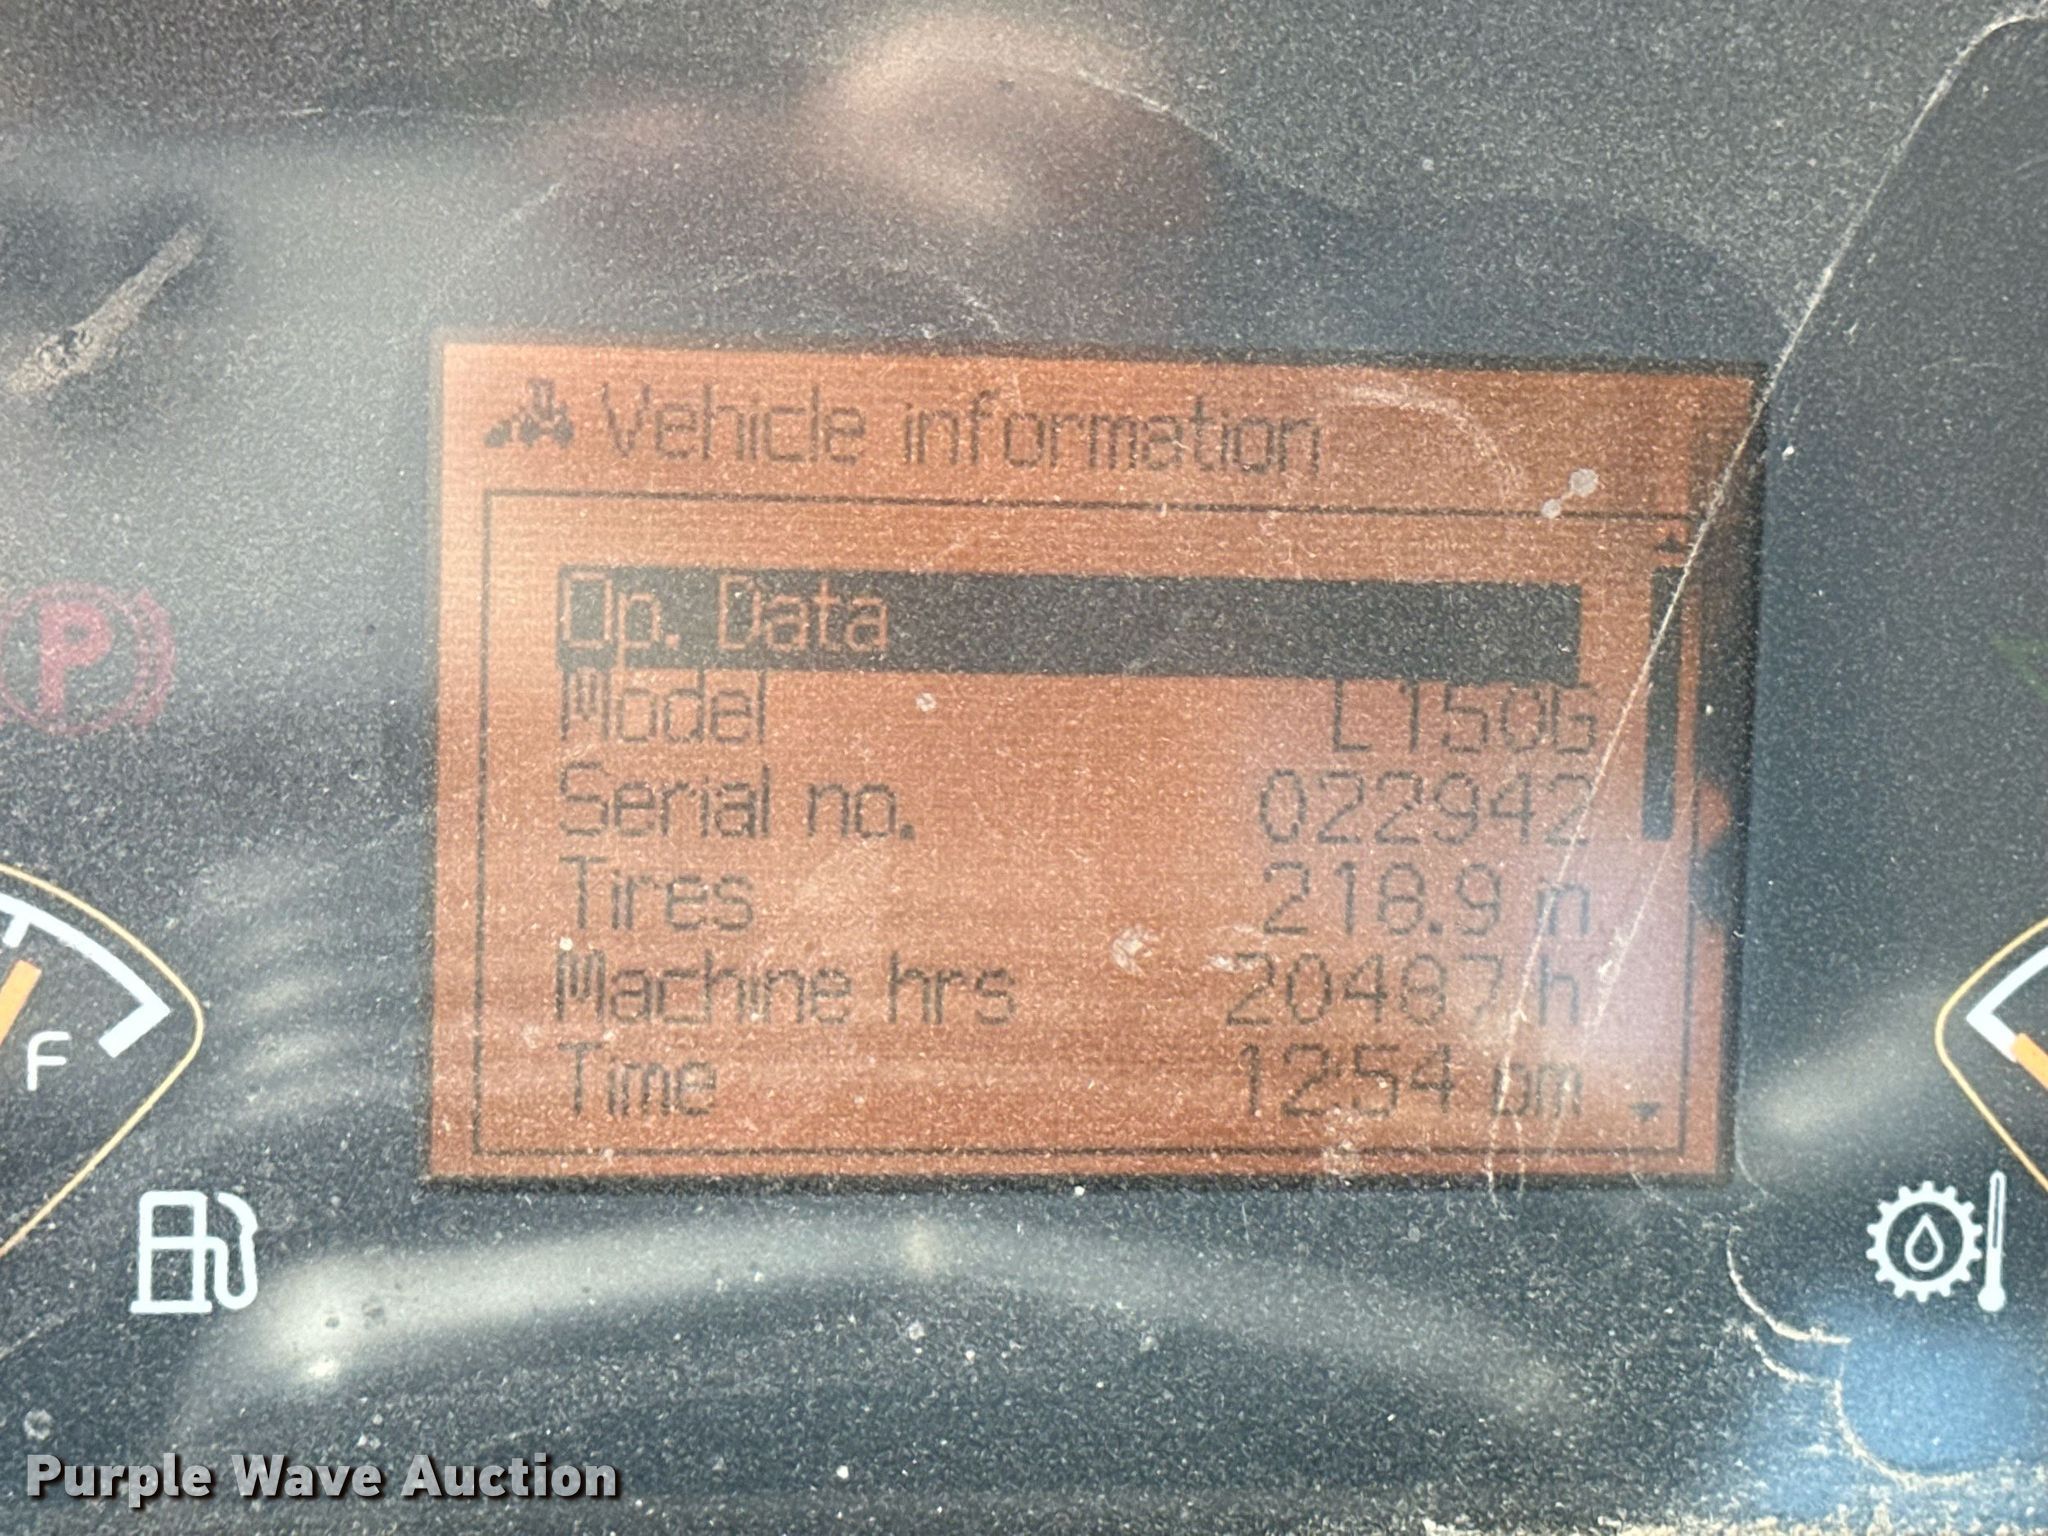 Vehicle information
Op. Data
Model L150G
Serial no. 022942
Tires 218.9 in
Machine hrs 20487 h
Time 12:54 pm
P
F
Purple Wave Auction